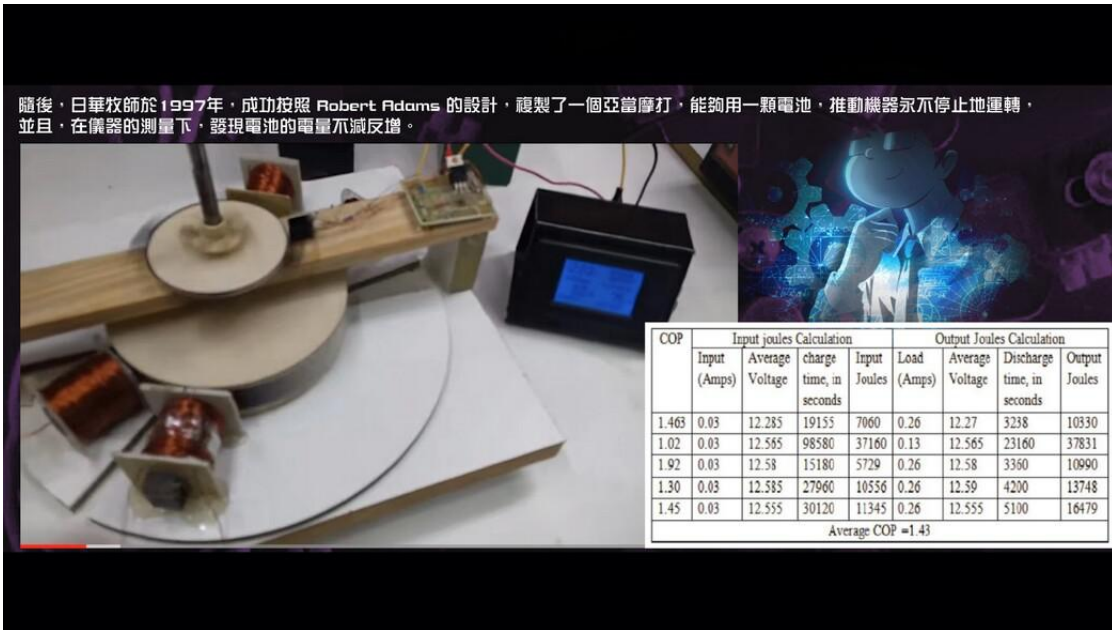 隨後，日華牧師於1997年，成功按照 Robert Adams 的設計，複製了一個亞當摩打，能夠用一顆電池，推動機器永不停止地運轉，
並且，在儀器的測量下，發現電池的電量不減反增。
COP Input joules Calculation Output Joules Calculation
Input (Amps) Average Voltage charge time, in seconds Input Joules Load (Amps) Average Voltage Discharge time, in seconds Output Joules
1.463 0.03 12.285 19155 7060 0.26 12.27 3238 10330
1.02 0.03 12.565 98580 37160 0.13 12.565 23160 37831
1.92 0.03 12.58 15180 5729 0.26 12.58 3360 10990
1.30 0.03 12.585 27960 10556 0.26 12.59 4200 13748
1.45 0.03 12.555 30120 11345 0.26 12.555 5100 16479
Average COP =1.43